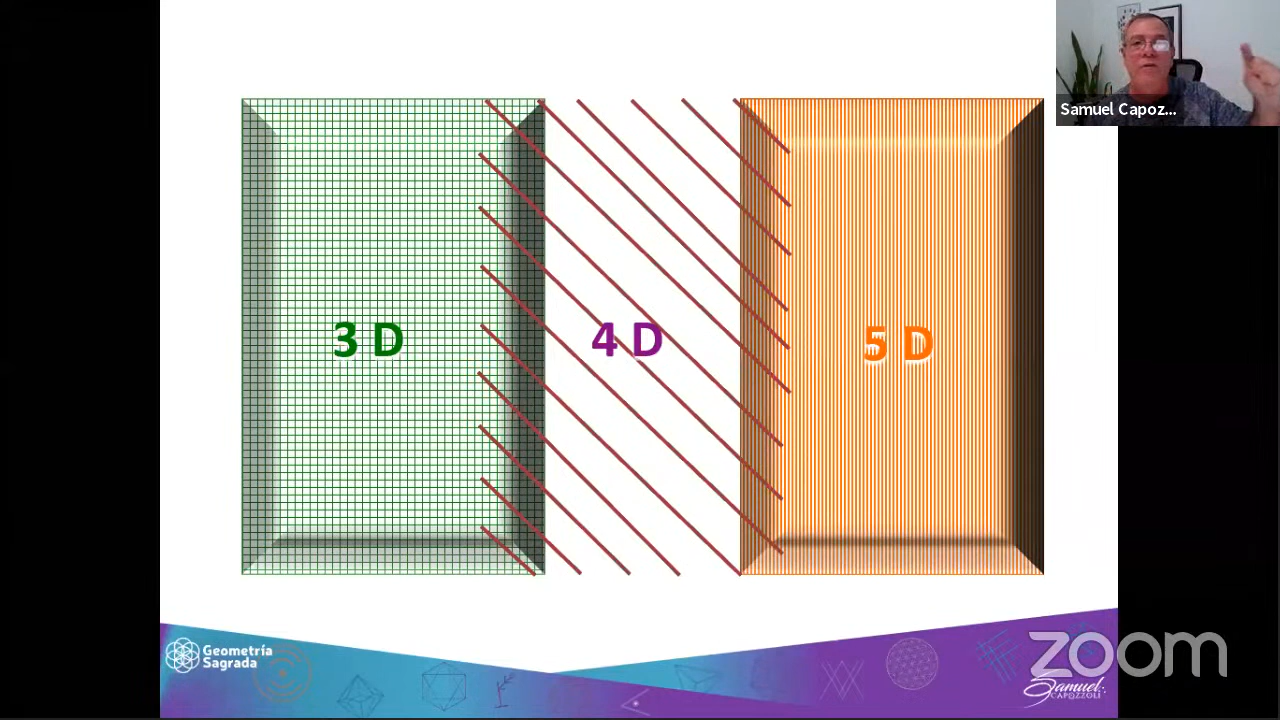 Samuel Capoz...
3 D
4 D
5 D
Geometría
Sagrada
zoom
Samuel
CAPOZZOLI